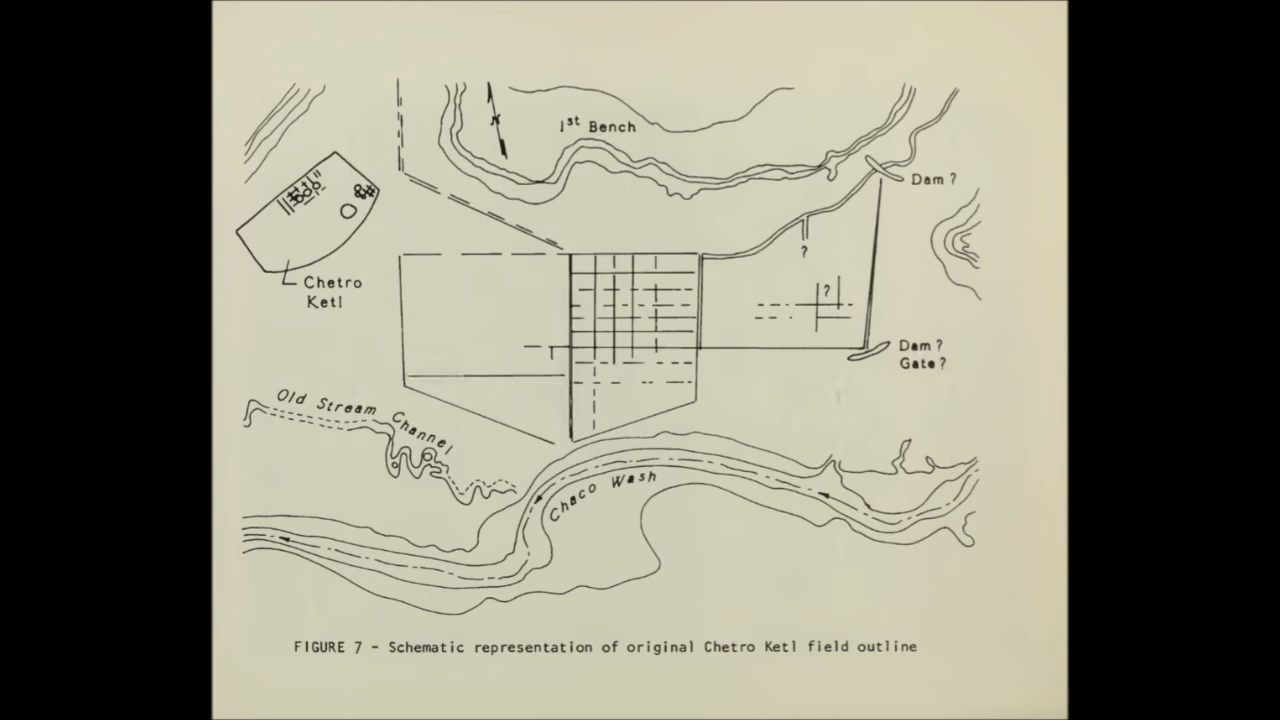 N
1st Bench
Dam ?
?
Chetro
Ketl
?
Dam ?
Gate ?
Old Stream Channel
Chaco Wash
FIGURE 7 - Schematic representation of original Chetro Ketl field outline